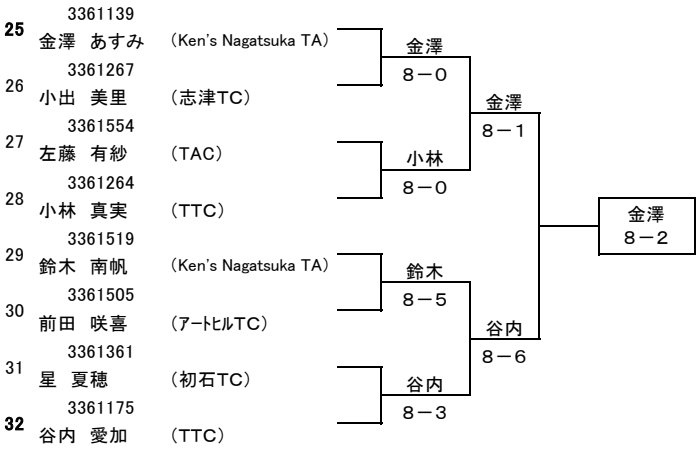 3361139
25 金澤 あすみ (Ken's Nagatsuka TA)
金澤
8-0
3361267
26 小出 美里 (志津TC)
金澤
8-1
3361554
27 左藤 有紗 (TAC)
小林
8-0
3361264
28 小林 真実 (TTC)
金澤
8-2
3361519
29 鈴木 南帆 (Ken's Nagatsuka TA)
鈴木
8-5
3361505
30 前田 咲喜 (アートヒルTC)
谷内
8-6
3361361
31 星 夏穂 (初石TC)
谷内
8-3
3361175
32 谷内 愛加 (TTC)